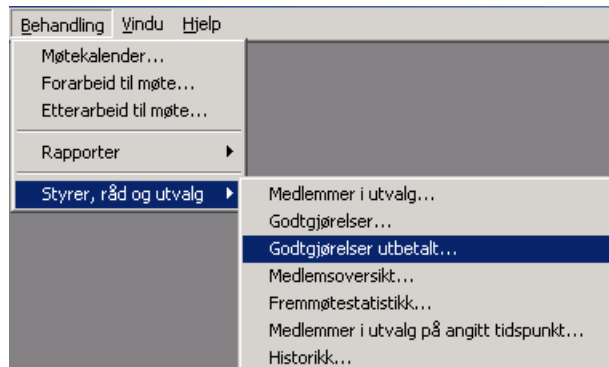 Behandling Vindu Hjelp
Møtekalender...
Forarbeid til møte...
Etterarbeid til møte...
Rapporter
Styrer, råd og utvalg
Medlemmer i utvalg...
Godtgjørelser...
Godtgjørelser utbetalt...
Medlemsoversikt...
Fremmøtestatistikk...
Medlemmer i utvalg på angitt tidspunkt...
Historikk...